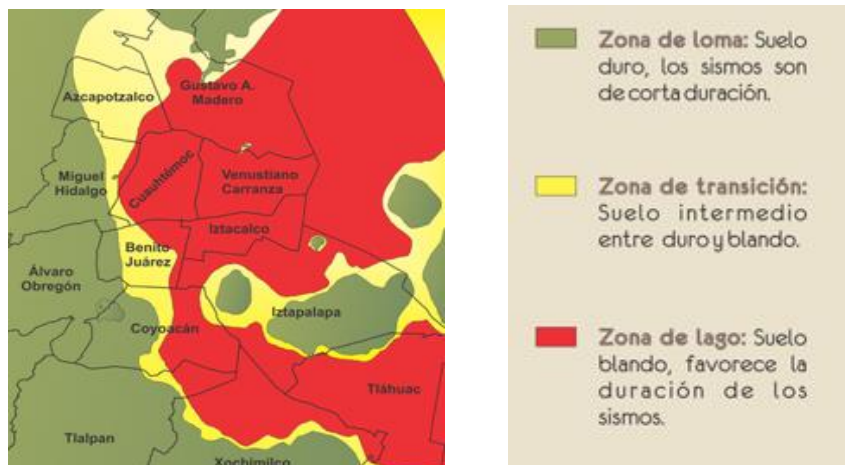 Gustavo A.
Madero
Azcapotzalco
Miguel
Hidalgo
Cuauhtémoc
Venustiano
Carranza
Iztacalco
Benito
Juárez
Álvaro
Obregón
Iztapalapa
Coyoacán
Tláhuac
Tlalpan
Xochimilco
Zona de loma: Suelo
duro, los sismos son
de corta duración.
Zona de transición:
Suelo intermedio
entre duro y blando.
Zona de lago: Suelo
blando, favorece la
duración de los
sismos.